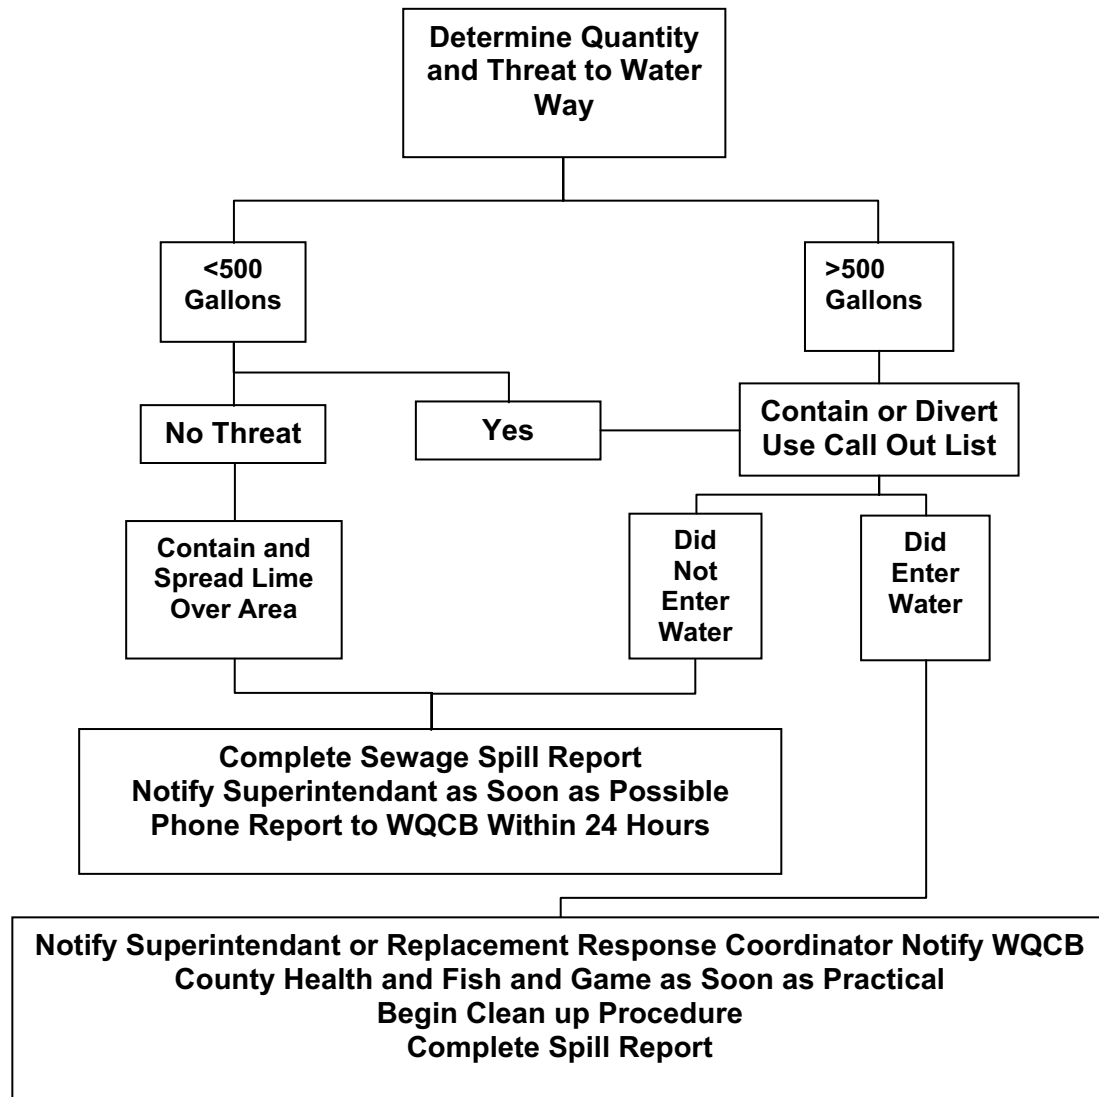 Determine Quantity
and Threat to Water
Way
<500
Gallons
>500
Gallons
No Threat
Yes
Contain or Divert
Use Call Out List
Contain and
Spread Lime
Over Area
Did
Not
Enter
Water
Did
Enter
Water
Complete Sewage Spill Report
Notify Superintendant as Soon as Possible
Phone Report to WQCB Within 24 Hours
Notify Superintendant or Replacement Response Coordinator Notify WQCB
County Health and Fish and Game as Soon as Practical
Begin Clean up Procedure
Complete Spill Report